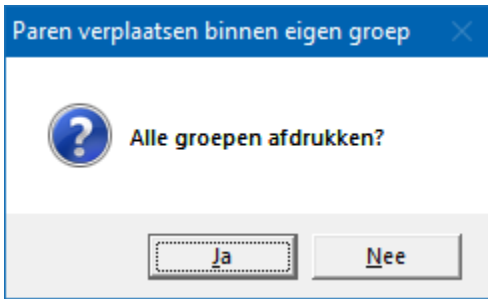 Paren verplaatsen binnen eigen groep
Alle groepen afdrukken?
Ja
Nee